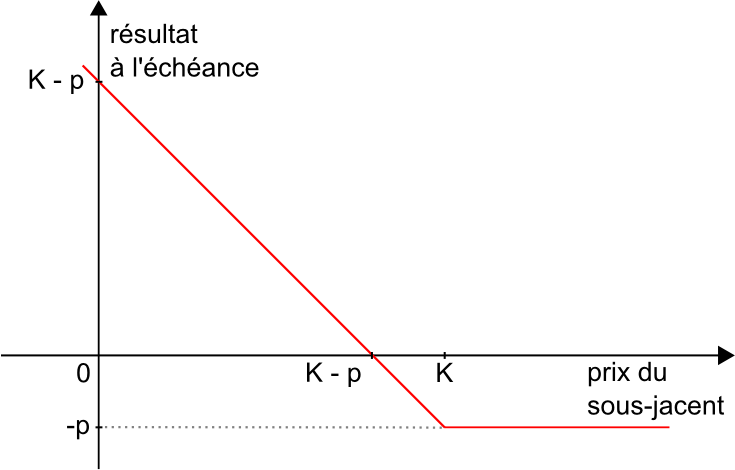 résultat
à l'échéance
K - p
0
K - p
K
prix du
sous-jacent
-p